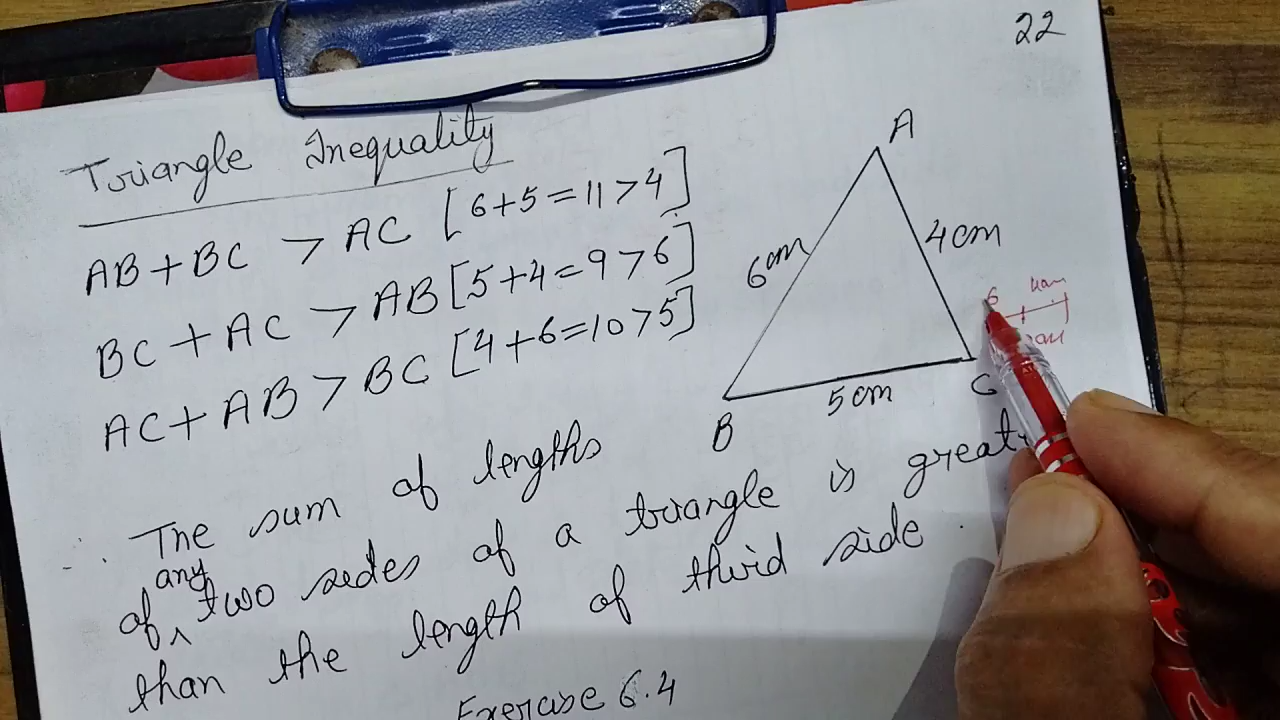 22
Triangle Inequality
AB + BC > AC [6+5=11>4]
BC + AC > AB [5+4=9>6]
AC + AB > BC [4+6=10>5]
A
6cm
4cm
B
5cm
C
6
∴ The sum of lengths
of ^ any two sides of a triangle is great
than the length of third side.
Exercise 6.4